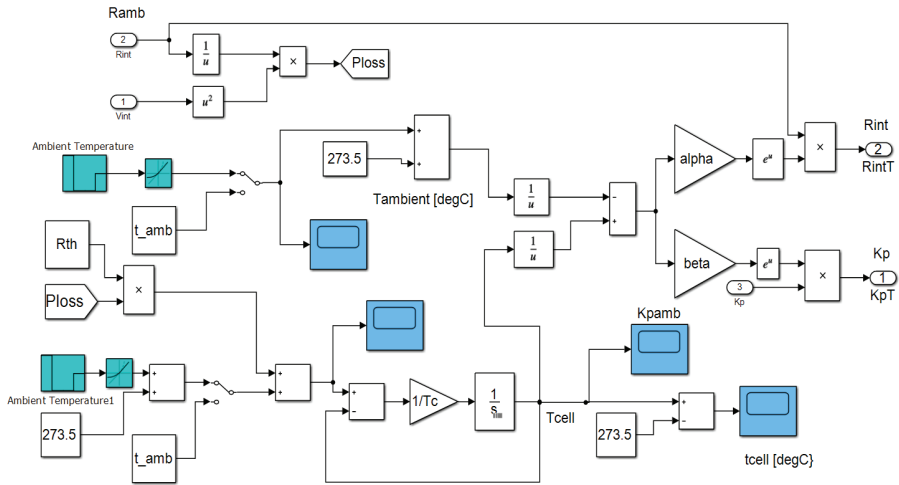 Ramb
2
Rint
1
u
×
Ploss
1
Vint
u²
Ambient Temperature
t_amb
273.5
+
+
Tambient [degC]
1
u
1
u
−
+
alpha
eᵘ
×
Rint
2
RintT
beta
eᵘ
3
Kp
×
Kp
1
KpT
Rth
Ploss
×
Ambient Temperature1
273.5
+
+
t_amb
+
+
+
−
1/Tc
1
s
Tcell
Kpamb
273.5
+
−
tcell [degC}